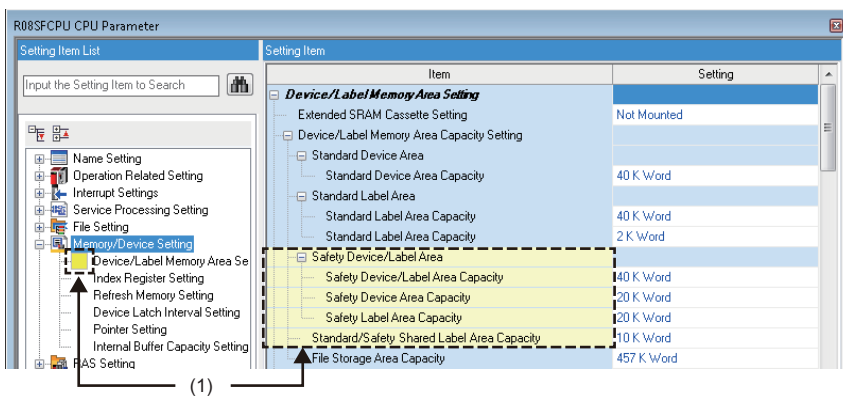 R08SFCPU CPU Parameter
Setting Item List
Setting Item
Input the Setting Item to Search
Item Setting
Device/Label Memory Area Setting
Extended SRAM Cassette Setting Not Mounted
Device/Label Memory Area Capacity Setting
Standard Device Area
Standard Device Area Capacity 40 K Word
Standard Label Area
Standard Label Area Capacity 40 K Word
Standard Label Area Capacity 2 K Word
Safety Device/Label Area
Safety Device/Label Area Capacity 40 K Word
Safety Device Area Capacity 20 K Word
Safety Label Area Capacity 20 K Word
Standard/Safety Shared Label Area Capacity 10 K Word
File Storage Area Capacity 457 K Word
Name Setting
Operation Related Setting
Interrupt Settings
Service Processing Setting
File Setting
Memory/Device Setting
Device/Label Memory Area Se
Index Register Setting
Refresh Memory Setting
Device Latch Interval Setting
Pointer Setting
Internal Buffer Capacity Setting
RAS Setting
(1)